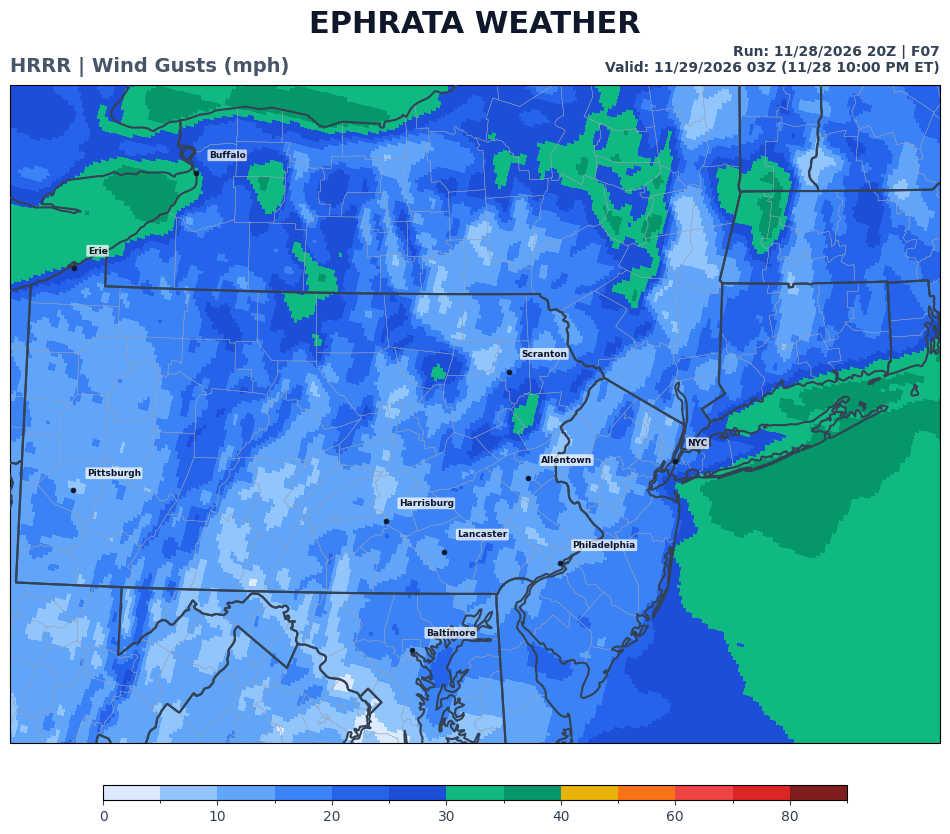 EPHRATA WEATHER
HRRR | Wind Gusts (mph)
Run: 11/28/2026 20Z | F07
Valid: 11/29/2026 03Z (11/28 10:00 PM ET)
Buffalo
Erie
Scranton
NYC
Allentown
Pittsburgh
Harrisburg
Lancaster
Philadelphia
Baltimore
0 10 20 30 40 50 60 70 80